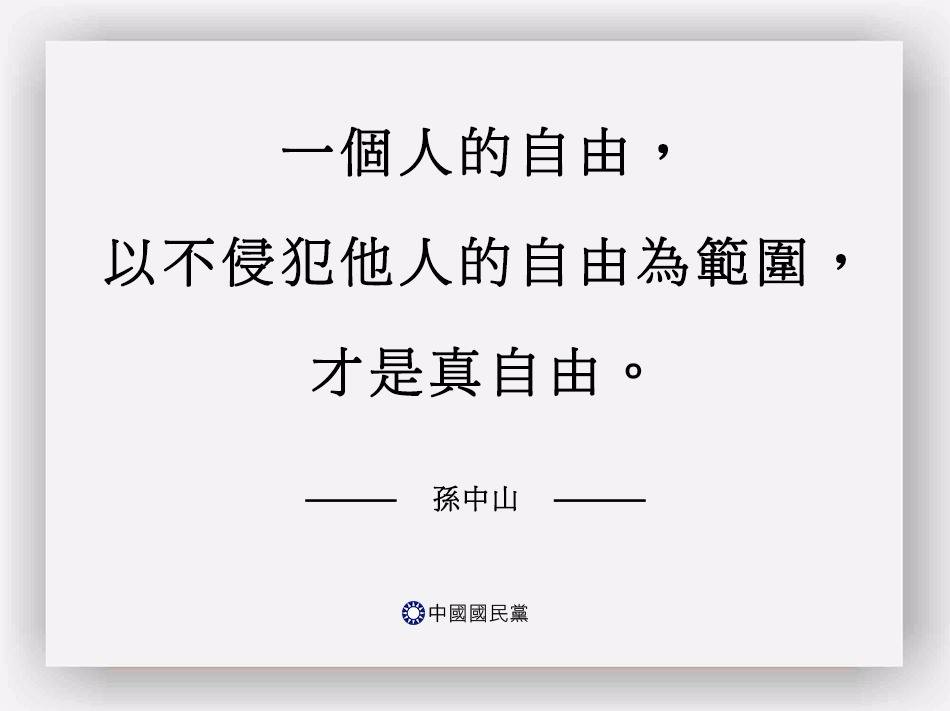 一個人的自由，
以不侵犯他人的自由為範圍，
才是真自由。
孫中山
中國國民黨